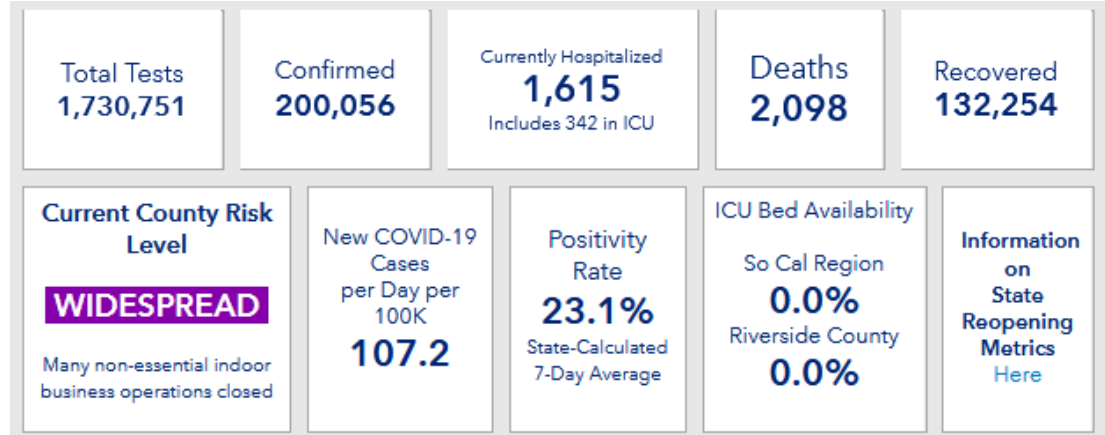 Total Tests
1,730,751
Confirmed
200,056
Currently Hospitalized
1,615
Includes 342 in ICU
Deaths
2,098
Recovered
132,254
Current County Risk
Level
WIDESPREAD
Many non-essential indoor
business operations closed
New COVID-19
Cases
per Day per
100K
107.2
Positivity
Rate
23.1%
State-Calculated
7-Day Average
ICU Bed Availability
So Cal Region
0.0%
Riverside County
0.0%
Information
on
State
Reopening
Metrics
Here